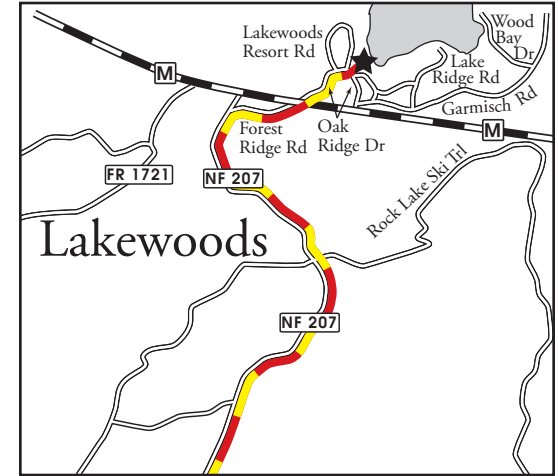 Wood
Bay
Dr
Lakewoods
Resort Rd
Lake
Ridge Rd
M
Garmisch Rd
Forest
Ridge Rd
Oak
Ridge Dr
M
FR 1721
NF 207
Rock Lake Ski Trl
Lakewoods
NF 207